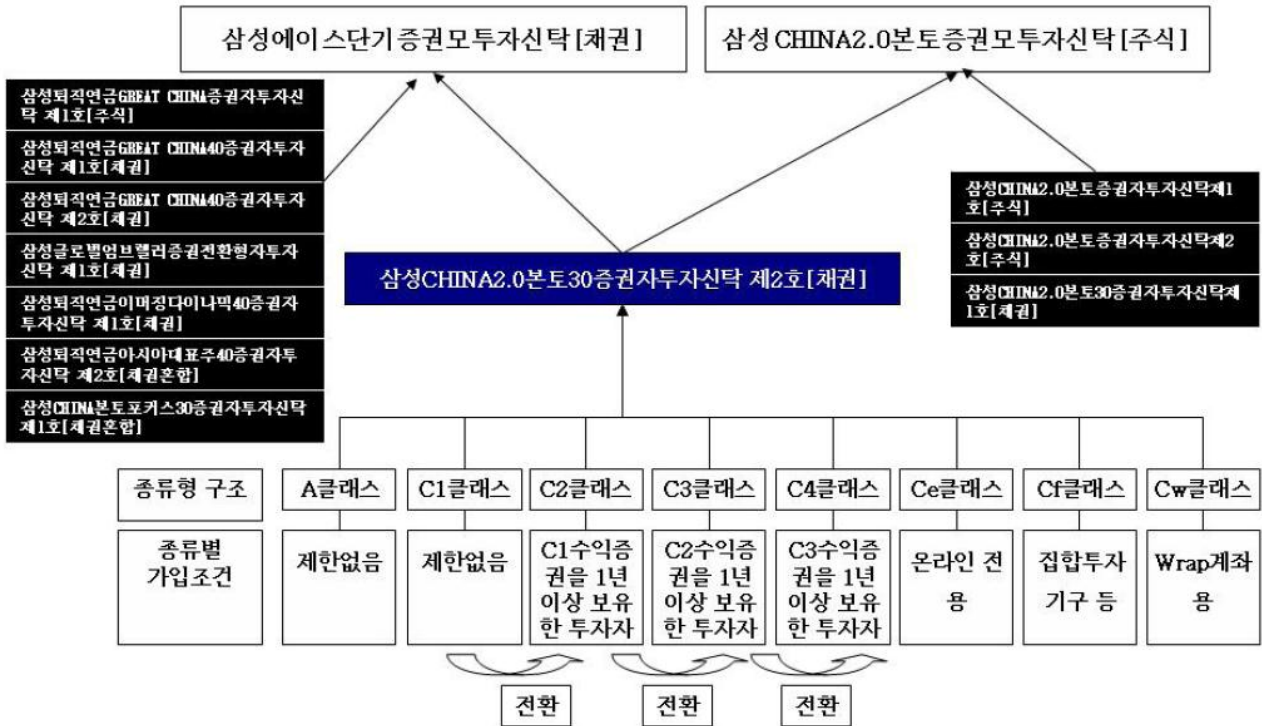 삼성에이스단기증권모투자신탁[채권]
삼성CHINA2.0본토증권모투자신탁[주식]
삼성퇴직연금GREAT CHINA증권자투자신
탁 제1호[주식]
삼성퇴직연금GREAT CHINA40증권자투자
신탁 제1호[채권]
삼성퇴직연금GREAT CHINA40증권자투자
신탁 제2호[채권]
삼성글로벌엄브렐러증권전환형자투자
신탁 제1호[채권]
삼성퇴직연금이머징다이나믹40증권자
투자신탁 제1호[채권]
삼성퇴직연금아시아대표주40증권자투
자신탁 제2호[채권혼합]
삼성CHINA본토포커스30증권자투자신탁
제1호[채권혼합]
삼성CHINA2.0본토30증권자투자신탁 제2호[채권]
삼성CHINA2.0본토증권자투자신탁제1
호[주식]
삼성CHINA2.0본토증권자투자신탁제2
호[주식]
삼성CHINA2.0본토30증권자투자신탁제
1호[채권]
종류형 구조
A클래스
C1클래스
C2클래스
C3클래스
C4클래스
Ce클래스
Cf클래스
Cw클래스
종류별
가입조건
제한없음
제한없음
C1수익증
권을 1년
이상 보유
한 투자자
C2수익증
권을 1년
이상 보유
한 투자자
C3수익증
권을 1년
이상 보유
한 투자자
온라인 전
용
집합투자
기구 등
Wrap계좌
용
전환
전환
전환